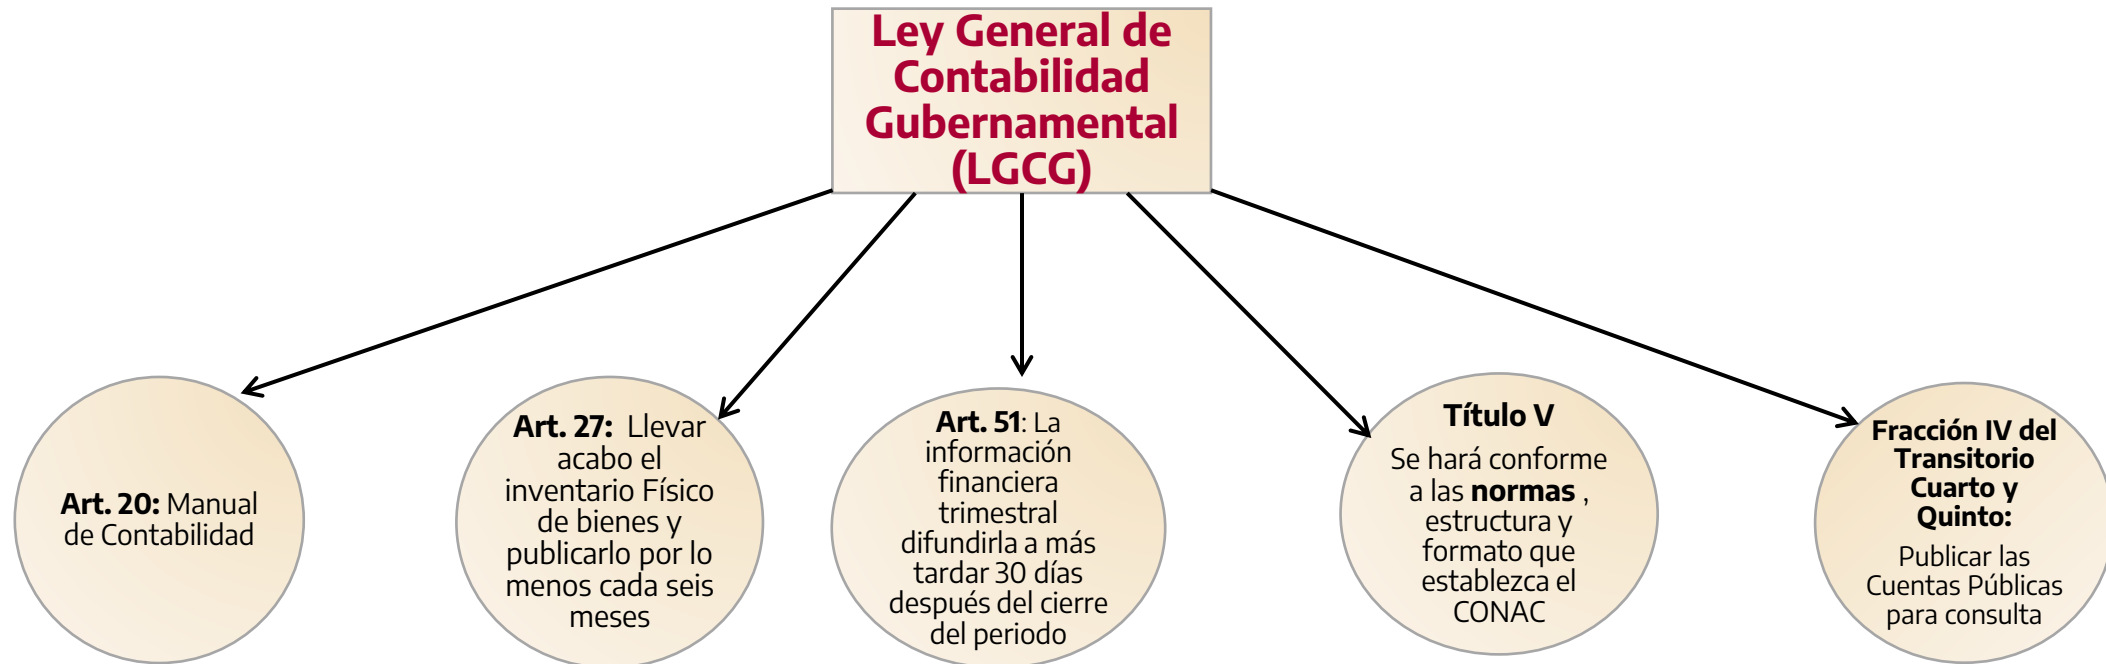 Ley General de
Contabilidad
Gubernamental
(LGCG)
Art. 20: Manual
de Contabilidad
Art. 27: Llevar
acabo el
inventario Físico
de bienes y
publicarlo por lo
menos cada seis
meses
Art. 51: La
información
financiera
trimestral
difundirla a más
tardar 30 días
después del cierre
del periodo
Título V
Se hará conforme
a las normas ,
estructura y
formato que
establezca el
CONAC
Fracción IV del
Transitorio
Cuarto y
Quinto:
Publicar las
Cuentas Públicas
para consulta